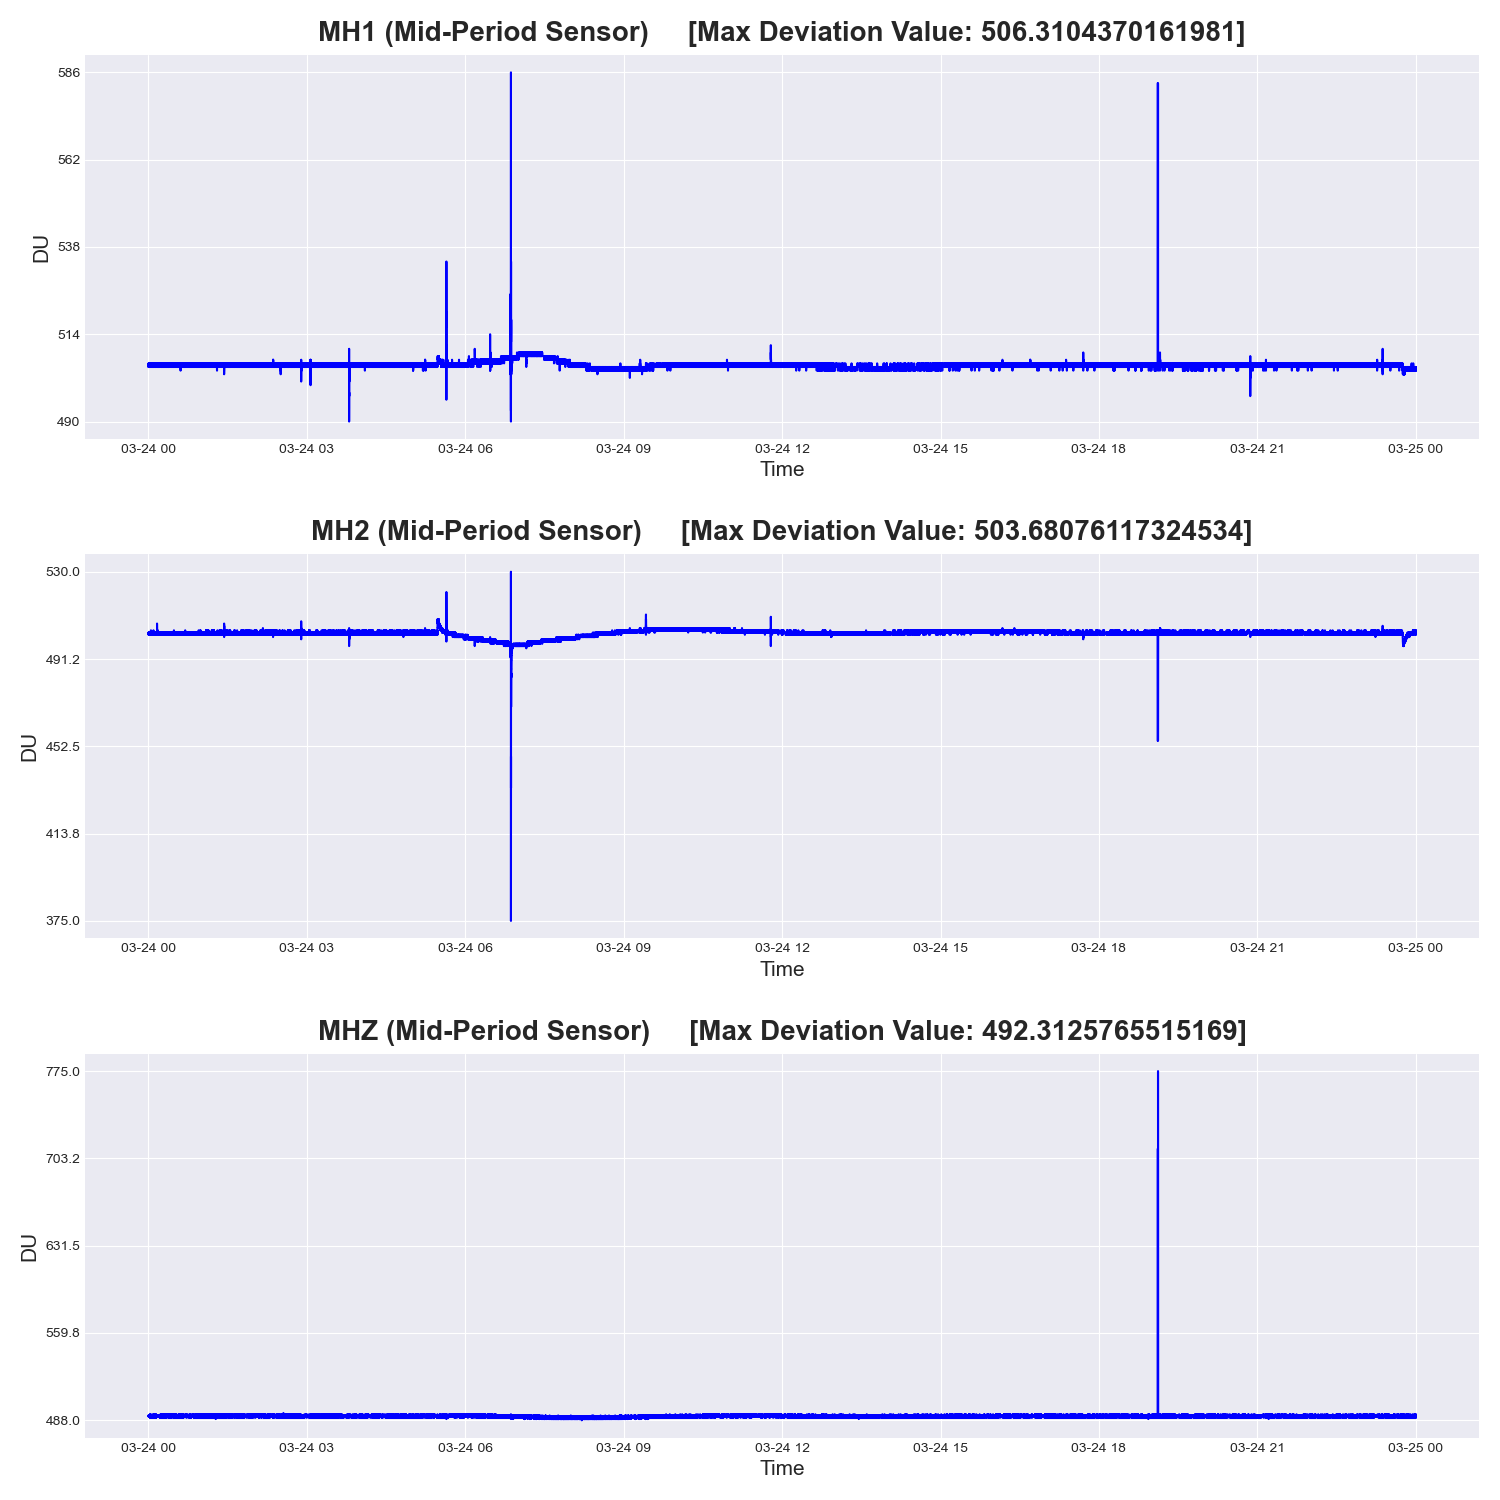 MH1 (Mid-Period Sensor) [Max Deviation Value: 506.3104370161981]
586
562
538
514
490
DU
03-24 00 03-24 03 03-24 06 03-24 09 03-24 12 03-24 15 03-24 18 03-24 21 03-25 00
Time
MH2 (Mid-Period Sensor) [Max Deviation Value: 503.68076117324534]
530.0
491.2
452.5
413.8
375.0
DU
03-24 00 03-24 03 03-24 06 03-24 09 03-24 12 03-24 15 03-24 18 03-24 21 03-25 00
Time
MHZ (Mid-Period Sensor) [Max Deviation Value: 492.3125765515169]
775.0
703.2
631.5
559.8
488.0
DU
03-24 00 03-24 03 03-24 06 03-24 09 03-24 12 03-24 15 03-24 18 03-24 21 03-25 00
Time